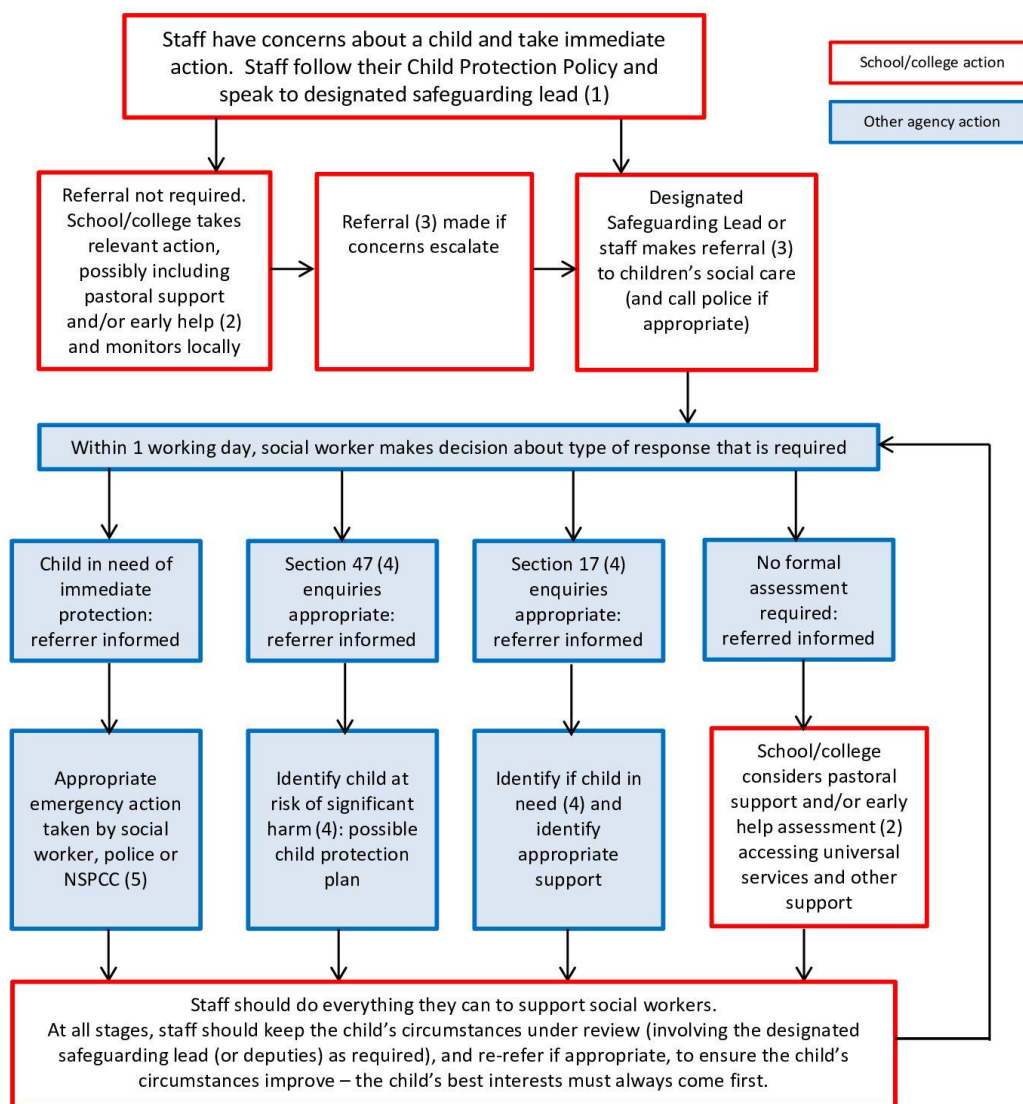 Staff have concerns about a child and take immediate
action. Staff follow their Child Protection Policy and
speak to designated safeguarding lead (1)
School/college action
Other agency action
Referral not required.
School/college takes
relevant action,
possibly including
pastoral support
and/or early help (2)
and monitors locally
Referral (3) made if
concerns escalate
Designated
Safeguarding Lead or
staff makes referral (3)
to children’s social care
(and call police if
appropriate)
Within 1 working day, social worker makes decision about type of response that is required
Child in need of
immediate
protection:
referrer informed
Section 47 (4)
enquiries
appropriate:
referrer informed
Section 17 (4)
enquiries
appropriate:
referrer informed
No formal
assessment
required:
referred informed
Appropriate
emergency action
taken by social
worker, police or
NSPCC (5)
Identify child at
risk of significant
harm (4): possible
child protection
plan
Identify if child in
need (4) and
identify
appropriate
support
School/college
considers pastoral
support and/or early
help assessment (2)
accessing universal
services and other
support
Staff should do everything they can to support social workers.
At all stages, staff should keep the child’s circumstances under review (involving the designated
safeguarding lead (or deputies) as required), and re-refer if appropriate, to ensure the child’s
circumstances improve – the child’s best interests must always come first.